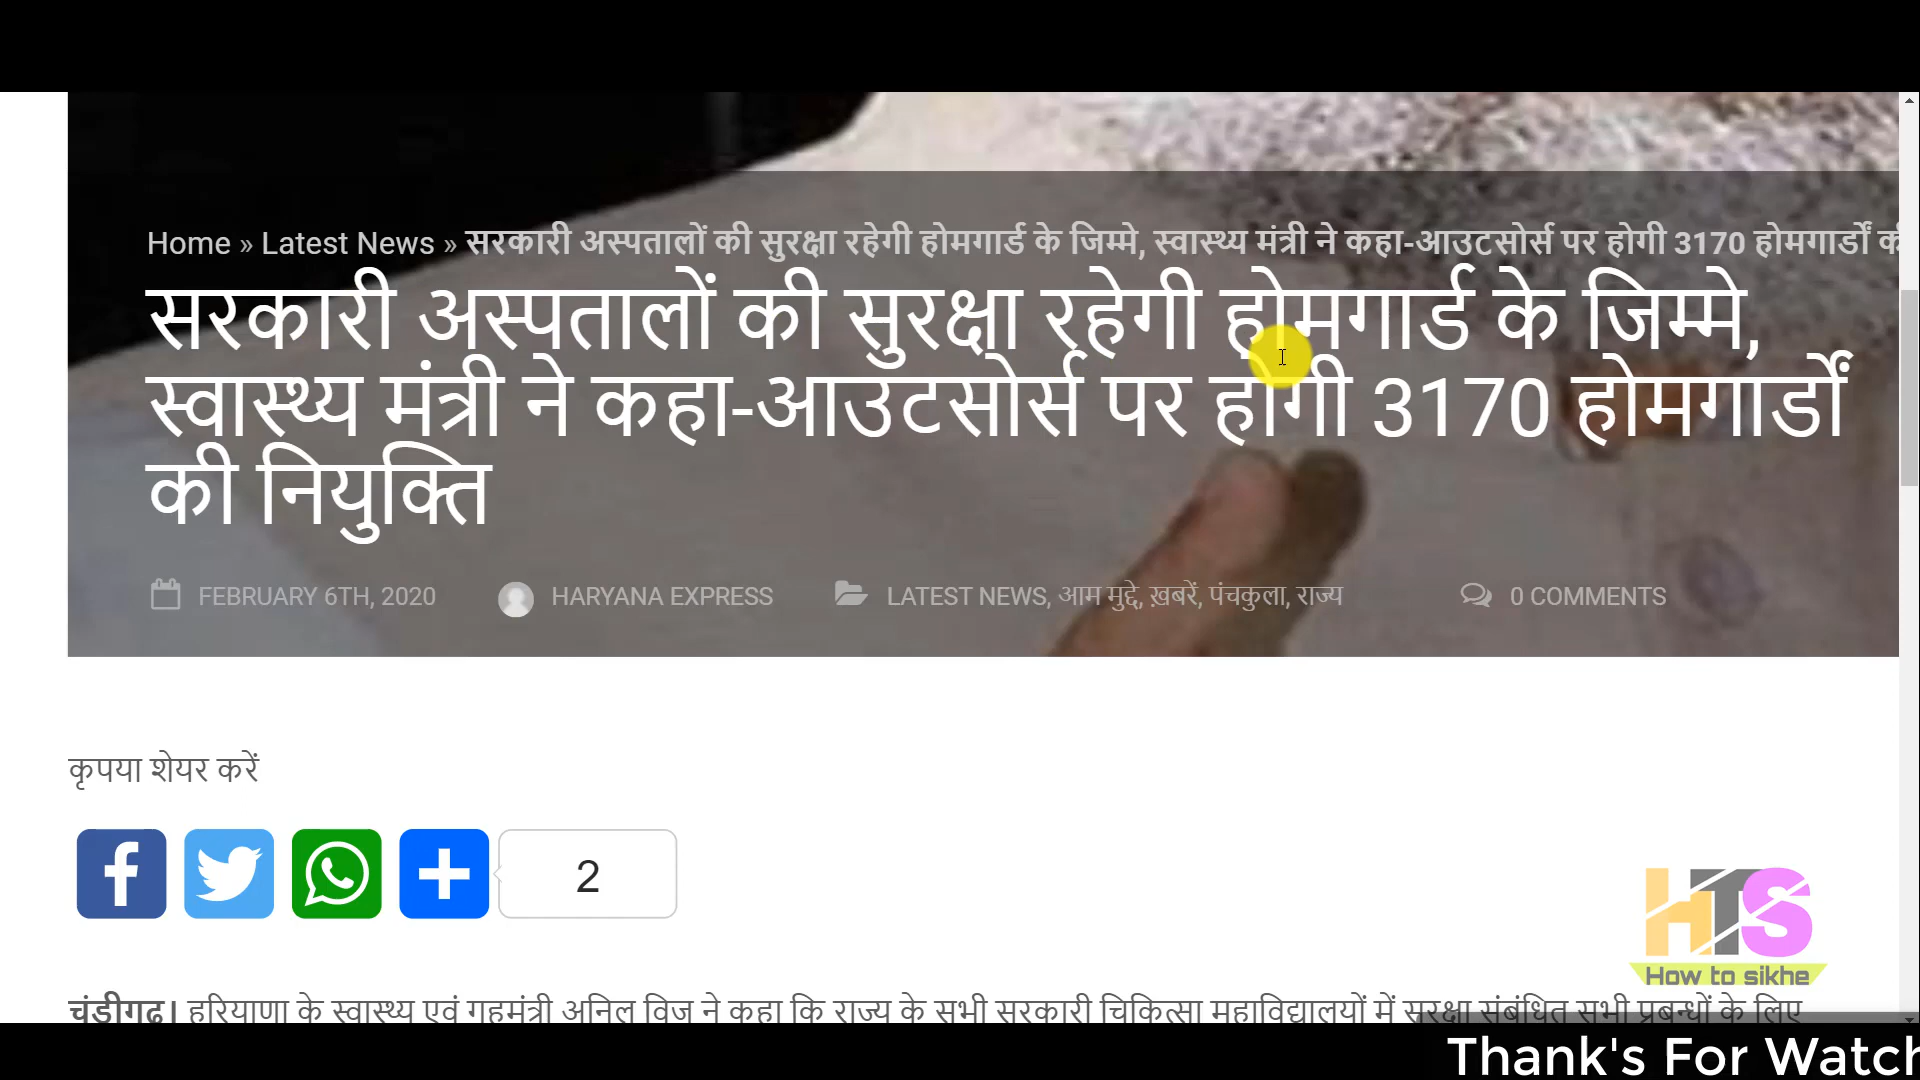 Home » Latest News » सरकारी अस्पतालों की सुरक्षा रहेगी होमगार्ड के जिम्मे, स्वास्थ्य मंत्री ने कहा-आउटसोर्स पर होगी 3170 होमगार्डों की
सरकारी अस्पतालों की सुरक्षा रहेगी होमगार्ड के जिम्मे,
स्वास्थ्य मंत्री ने कहा-आउटसोर्स पर होगी 3170 होमगार्डों
की नियुक्ति
FEBRUARY 6TH, 2020 HARYANA EXPRESS LATEST NEWS, आम मुद्दे, ख़बरें, पंचकुला, राज्य 0 COMMENTS
कृपया शेयर करें
2
HTS
How to sikhe
चंडीगढ़। हरियाणा के स्वास्थ्य एवं गृहमंत्री अनिल विज ने कहा कि राज्य के सभी सरकारी चिकित्सा महाविद्यालयों में सुरक्षा संबंधित सभी प्रबन्धों के लिए
Thank's For Watch